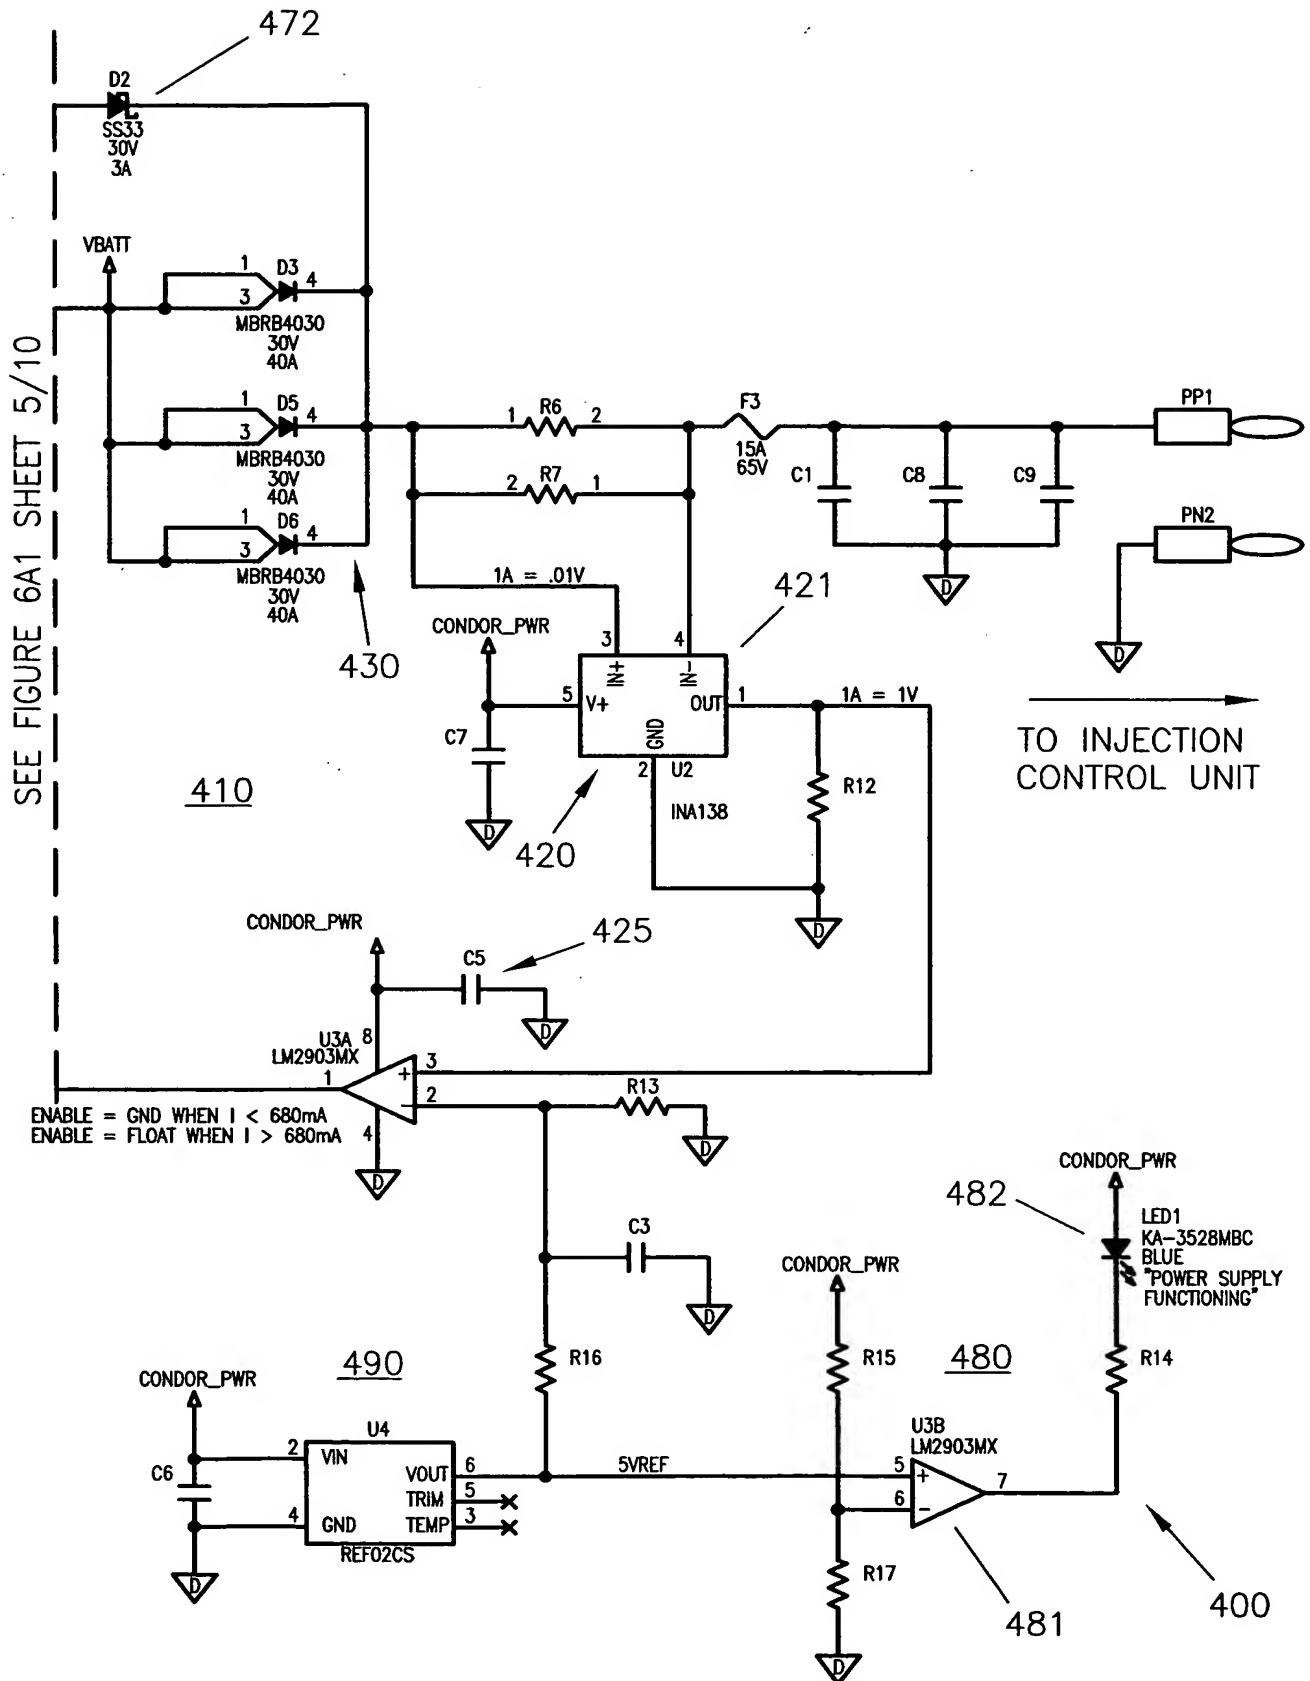 472
D2
SS33
30V
3A
VBATT
1
D3
4
3
MBRB4030
30V
40A
SEE FIGURE 6A1 SHEET 5/10
1
D5
4
3
MBRB4030
30V
40A
1
D6
4
3
MBRB4030
30V
40A
430
1
R6
2
2
R7
1
F3
15A
65V
C1
C8
C9
PP1
PN2
D
D
1A = .01V
421
CONDOR_PWR
3
4
IN+
IN-
5
V+
OUT
1
1A = 1V
GND
C7
2
U2
R12
INA138
D
420
410
D
TO INJECTION
CONTROL UNIT
CONDOR_PWR
425
C5
D
U3A
8
LM2903MX
1
+
3
-
2
4
R13
D
D
ENABLE = GND WHEN I < 680mA
ENABLE = FLOAT WHEN I > 680mA
C3
D
R16
CONDOR_PWR
482
LED1
KA-3528MBC
BLUE
"POWER SUPPLY
FUNCTIONING"
CONDOR_PWR
R15
480
R14
490
CONDOR_PWR
U4
2
VIN
C6
VOUT
6
5VREF
TRIM
5
4
GND
TEMP
3
REF02CS
D
U3B
LM2903MX
5
+
6
-
7
R17
D
481
400